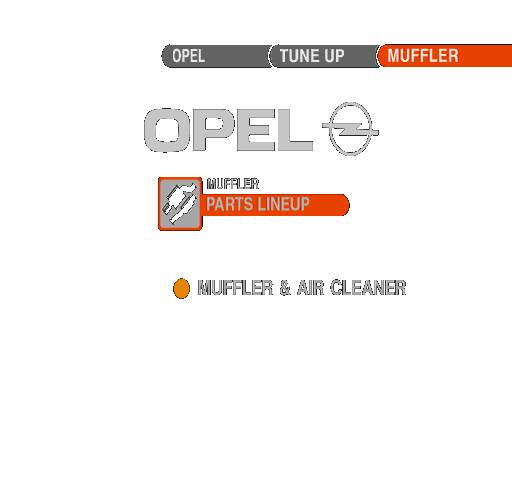 OPEL TUNE UP MUFFLER
OPEL
MUFFLER
PARTS LINEUP
MUFFLER & AIR CLEANER